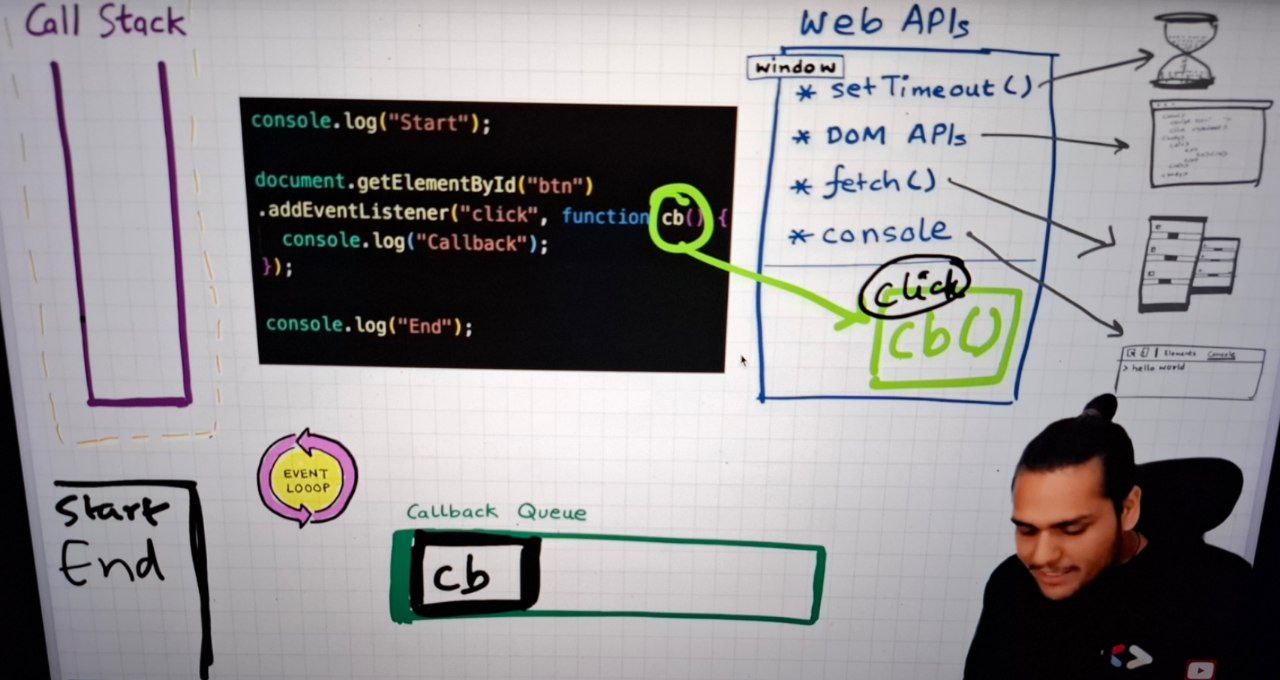 Call Stack
Web APIs
window
* setTimeout()
* DOM APIs
* fetch()
* console
click
cb()
console.log("Start");
document.getElementById("btn")
.addEventListener("click", function cb() {
console.log("Callback");
});
console.log("End");
Elements Console
> hello world
EVENT
LOOOP
Start
End
Callback Queue
cb